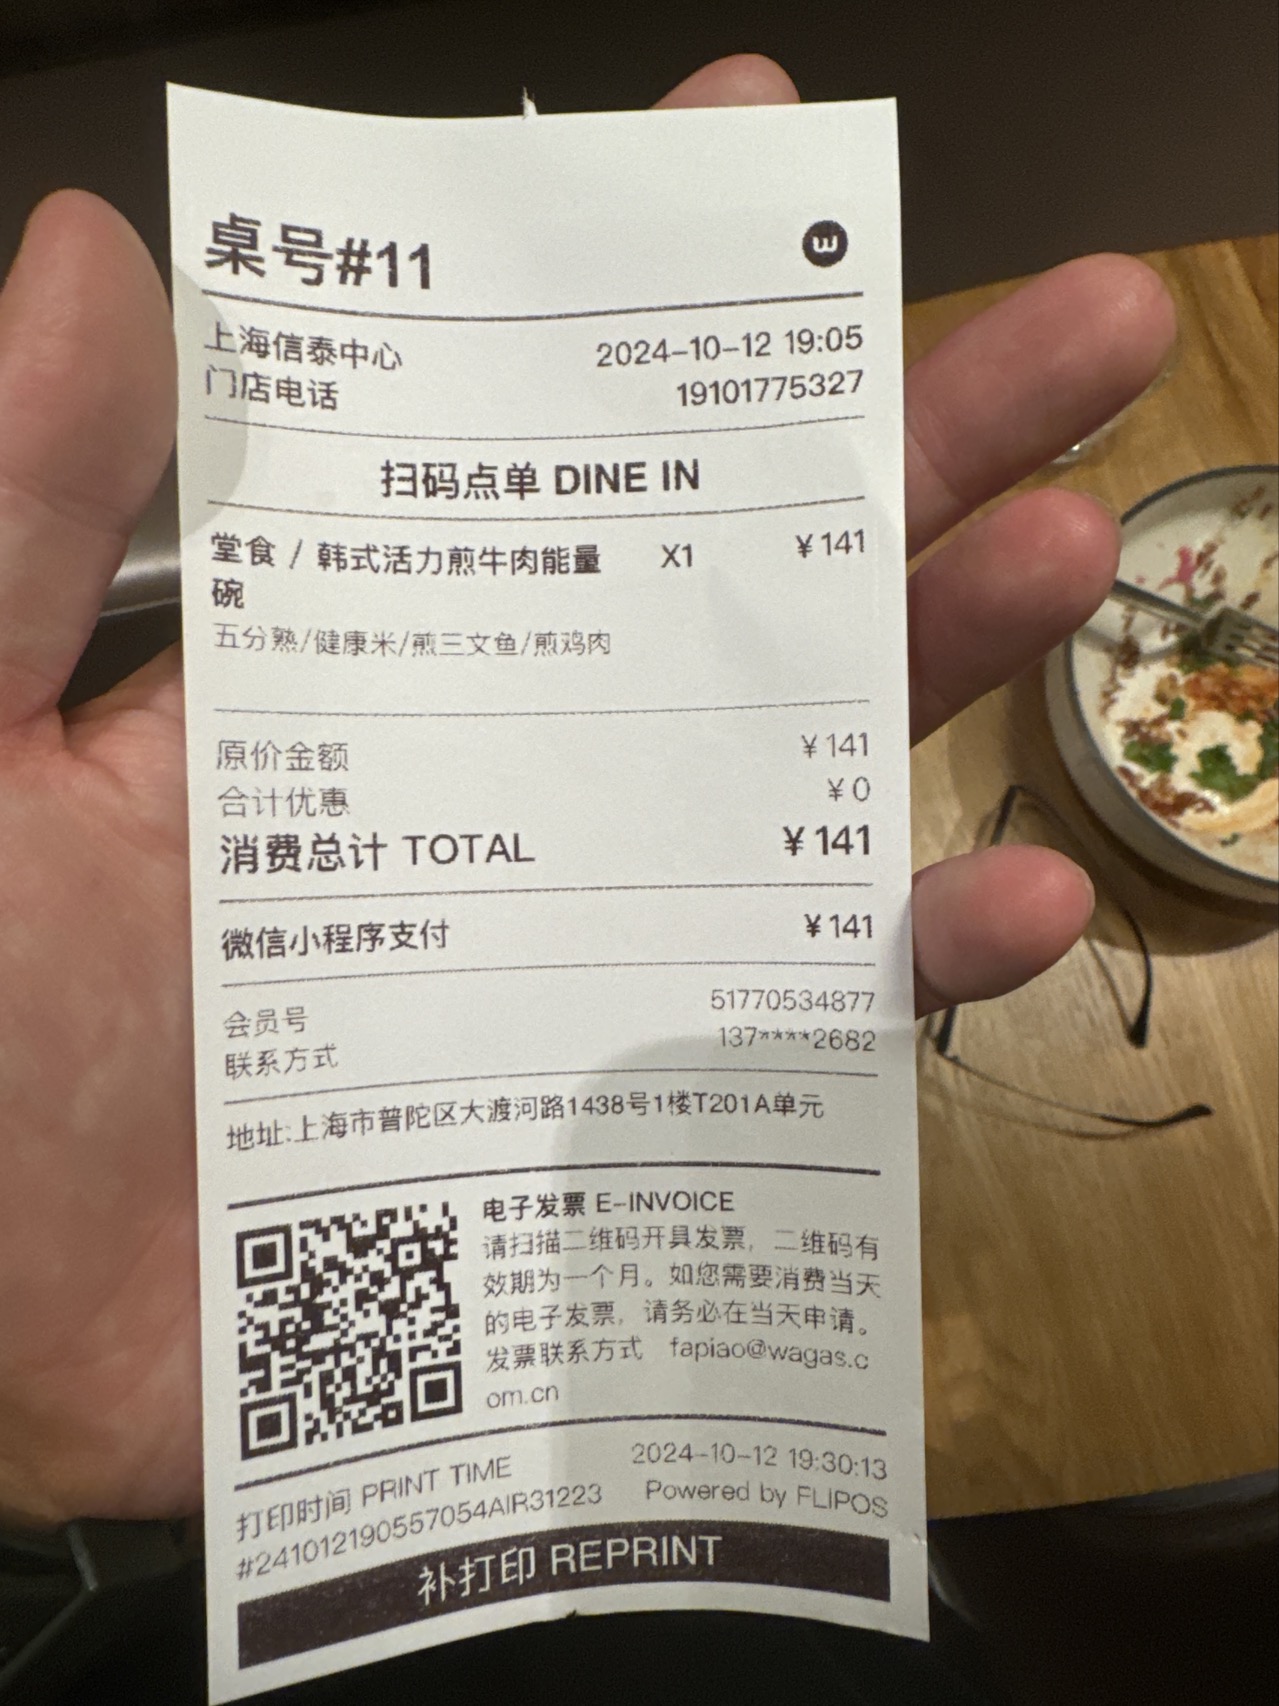 桌号#11
w
上海信泰中心 2024-10-12 19:05
门店电话 19101775327
扫码点单 DINE IN
堂食 / 韩式活力煎牛肉能量 X1 ¥141
碗
五分熟/健康米/煎三文鱼/煎鸡肉
原价金额 ¥141
合计优惠 ¥0
消费总计 TOTAL ¥141
微信小程序支付 ¥141
会员号 51770534877
联系方式 137****2682
地址:上海市普陀区大渡河路1438号1楼T201A单元
电子发票 E-INVOICE
请扫描二维码开具发票，二维码有
效期为一个月。如您需要消费当天
的电子发票，请务必在当天申请。
发票联系方式 fapiao@wagas.c
om.cn
打印时间 PRINT TIME 2024-10-12 19:30:13
#241012190557054AIR31223 Powered by FLIPOS
补打印 REPRINT